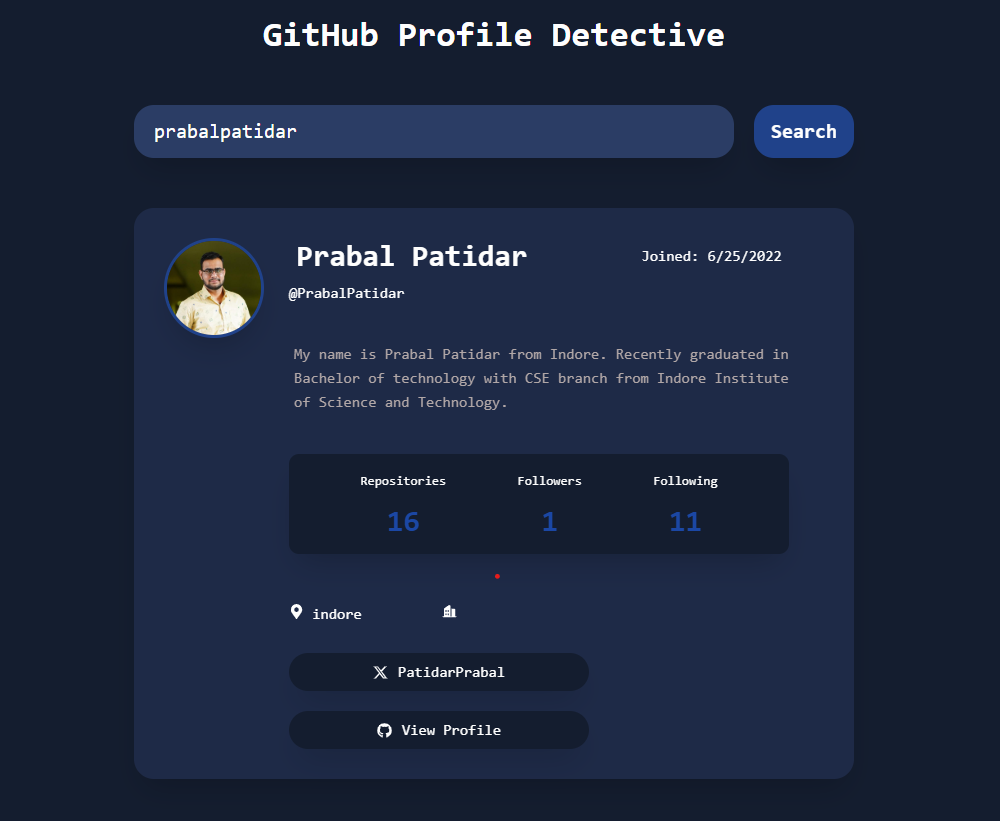 GitHub Profile Detective
prabalpatidar
Search
Prabal Patidar
Joined: 6/25/2022
@PrabalPatidar
My name is Prabal Patidar from Indore. Recently graduated in
Bachelor of technology with CSE branch from Indore Institute
of Science and Technology.
Repositories Followers Following
16 1 11
indore
PatidarPrabal
View Profile